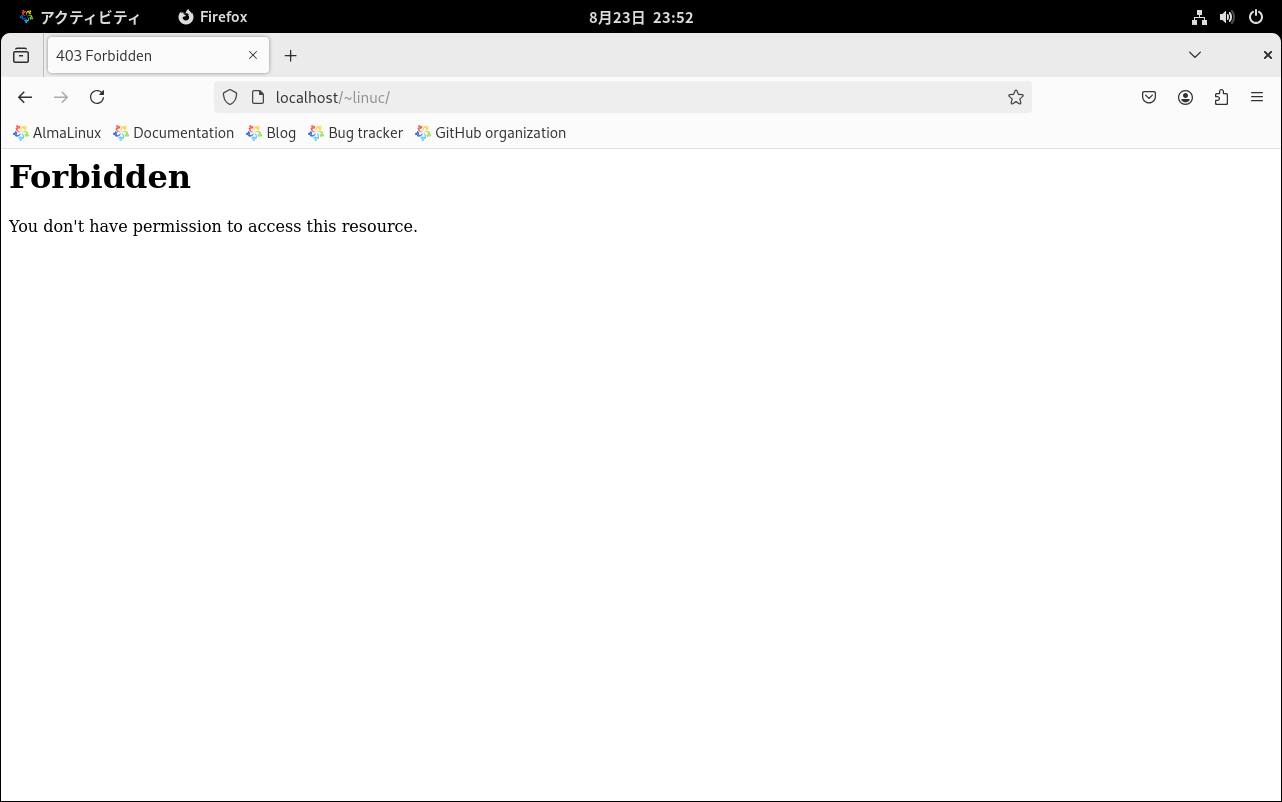 アクティビティ Firefox 8月23日 23:52
403 Forbidden
localhost/~linuc/
AlmaLinux Documentation Blog Bug tracker GitHub organization
Forbidden
You don't have permission to access this resource.